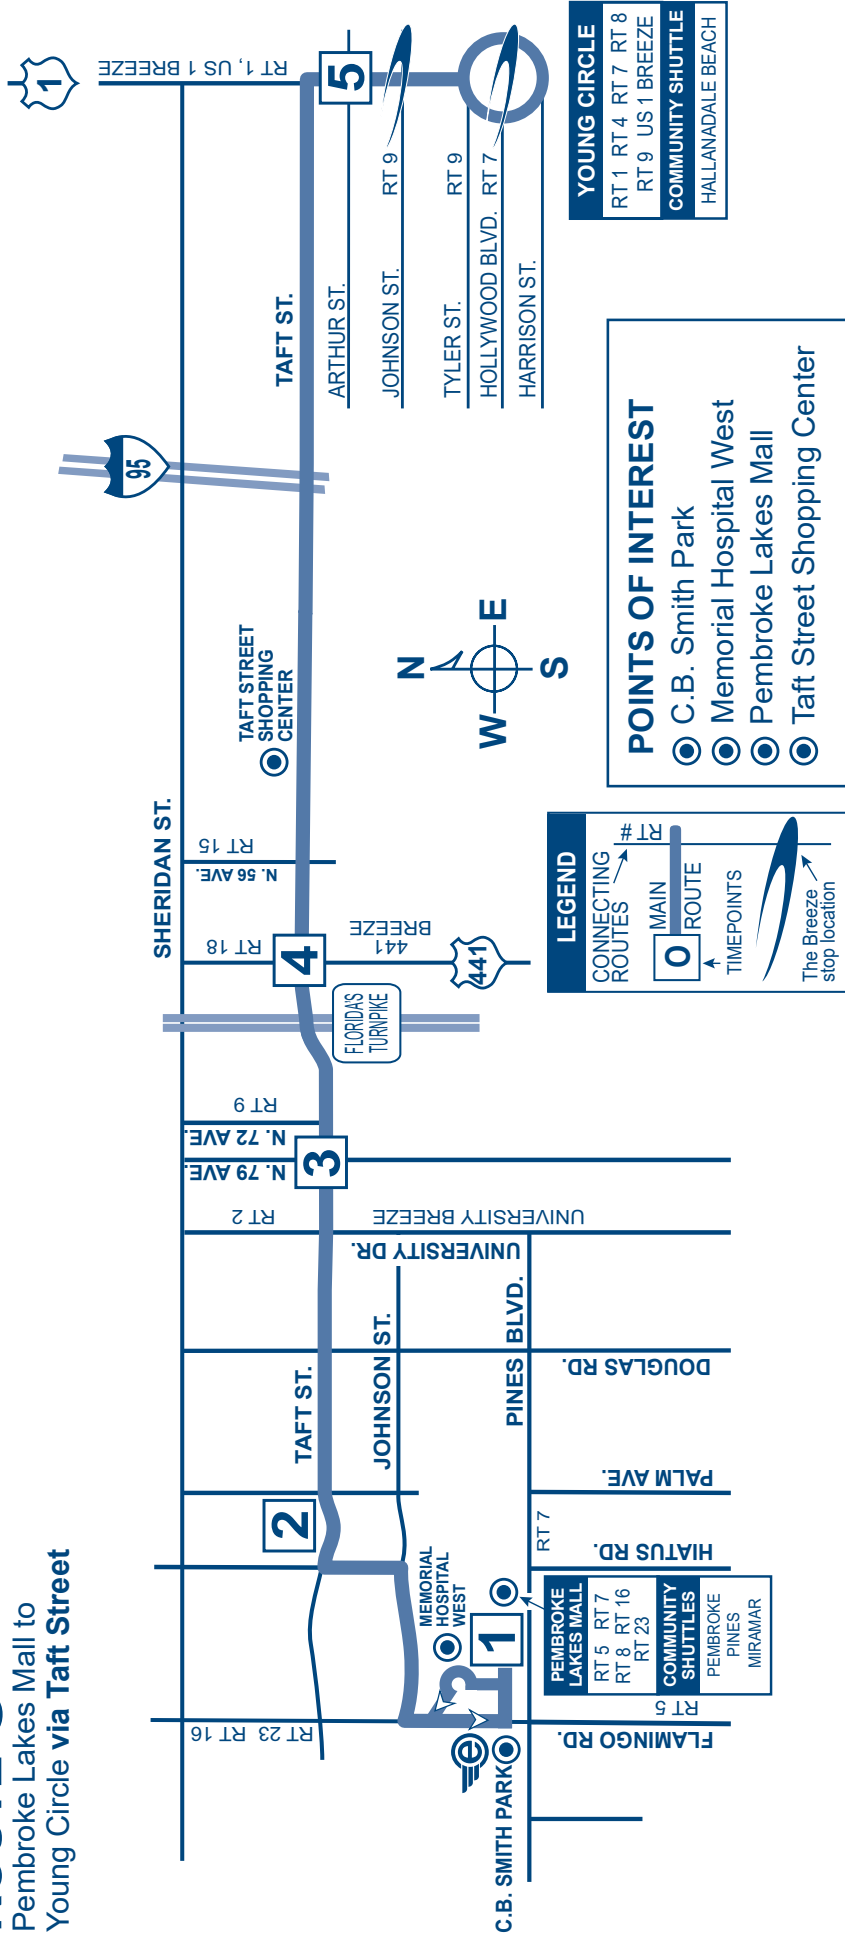 Pembroke Lakes Mall to
Young Circle via Taft Street
1
RT 1, US 1 BREEZE
SHERIDAN ST.
95
TAFT ST.
5
ARTHUR ST.
JOHNSON ST.
RT 9
TYLER ST.
RT 9
HOLLYWOOD BLVD.
RT 7
HARRISON ST.
YOUNG CIRCLE
RT 1 RT 4 RT 7 RT 8
RT 9 US 1 BREEZE
COMMUNITY SHUTTLE
HALLANADALE BEACH
TAFT STREET
SHOPPING
CENTER
RT 15
N. 56 AVE.
RT 18
4
441
BREEZE
441
FLORIDA'S
TURNPIKE
RT 9
N. 72 AVE.
N. 79 AVE.
3
RT 2
UNIVERSITY BREEZE
UNIVERSITY DR.
TAFT ST.
JOHNSON ST.
PINES BLVD.
DOUGLAS RD.
PALM AVE.
2
HIATUS RD.
RT 7
MEMORIAL
HOSPITAL
WEST
1
PEMBROKE
LAKES MALL
RT 5 RT 7
RT 8 RT 16
RT 23
COMMUNITY
SHUTTLES
PEMBROKE
PINES
MIRAMAR
RT 23 RT 16
RT 5
FLAMINGO RD.
e
C.B. SMITH PARK
N
W
E
S
LEGEND
CONNECTING
ROUTES
RT #
0
MAIN
ROUTE
TIMEPOINTS
The Breeze
stop location
POINTS OF INTEREST
C.B. Smith Park
Memorial Hospital West
Pembroke Lakes Mall
Taft Street Shopping Center